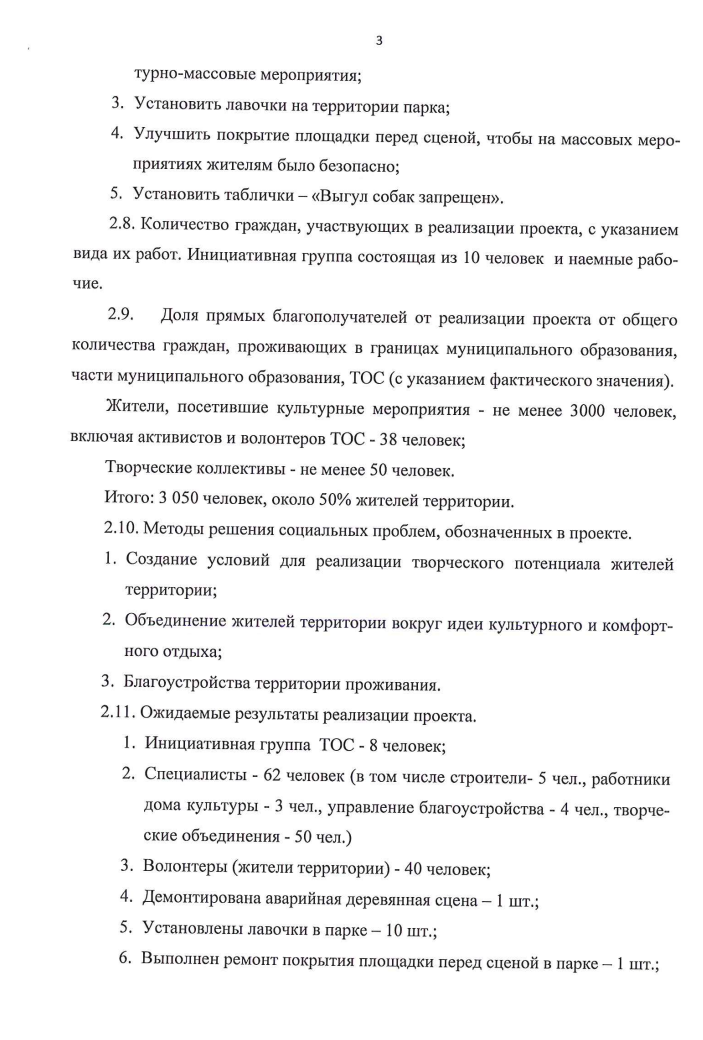 3
турно-массовые мероприятия;
3. Установить лавочки на территории парка;
4. Улучшить покрытие площадки перед сценой, чтобы на массовых меро-
приятиях жителям было безопасно;
5. Установить таблички – «Выгул собак запрещен».
2.8. Количество граждан, участвующих в реализации проекта, с указанием
вида их работ. Инициативная группа состоящая из 10 человек и наемные рабо-
чие.
2.9. Доля прямых благополучателей от реализации проекта от общего
количества граждан, проживающих в границах муниципального образования,
части муниципального образования, ТОС (с указанием фактического значения).
Жители, посетившие культурные мероприятия - не менее 3000 человек,
включая активистов и волонтеров ТОС - 38 человек;
Творческие коллективы - не менее 50 человек.
Итого: 3 050 человек, около 50% жителей территории.
2.10. Методы решения социальных проблем, обозначенных в проекте.
1. Создание условий для реализации творческого потенциала жителей
территории;
2. Объединение жителей территории вокруг идеи культурного и комфорт-
ного отдыха;
3. Благоустройства территории проживания.
2.11. Ожидаемые результаты реализации проекта.
1. Инициативная группа ТОС - 8 человек;
2. Специалисты - 62 человек (в том числе строители- 5 чел., работники
дома культуры - 3 чел., управление благоустройства - 4 чел., творче-
ские объединения - 50 чел.)
3. Волонтеры (жители территории) - 40 человек;
4. Демонтирована аварийная деревянная сцена – 1 шт.;
5. Установлены лавочки в парке – 10 шт.;
6. Выполнен ремонт покрытия площадки перед сценой в парке – 1 шт.;